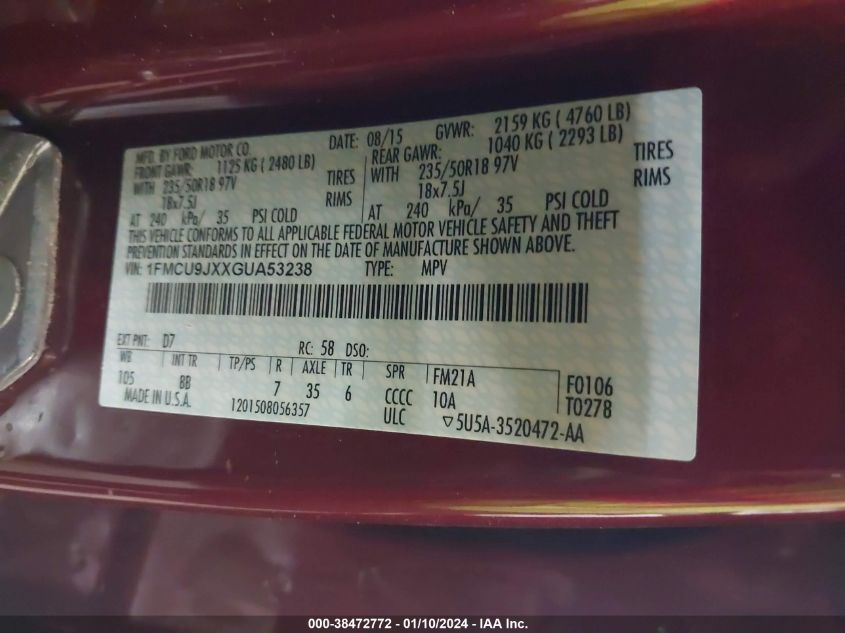 MFD. BY FORD MOTOR CO. DATE: 08/15 GVWR: 2159 KG ( 4760 LB)
FRONT GAWR: 1125 KG ( 2480 LB) REAR GAWR: 1040 KG ( 2293 LB)
WITH 235/50R18 97V TIRES WITH 235/50R18 97V TIRES
18x7.5J RIMS 18x7.5J RIMS
AT 240 kPa/ 35 PSI COLD AT 240 kPa/ 35 PSI COLD
THIS VEHICLE CONFORMS TO ALL APPLICABLE FEDERAL MOTOR VEHICLE SAFETY AND THEFT
PREVENTION STANDARDS IN EFFECT ON THE DATE OF MANUFACTURE SHOWN ABOVE.
VIN: 1FMCU9JXXGUA53238 TYPE: MPV
EXT PNT: D7 RC: 58 DSO:
WB INT TR TP/PS R AXLE TR SPR FM21A F0106
105 BB 7 35 6 CCCC 10A T0278
MADE IN U.S.A. 1201508056357 ULC ▽5U5A-3520472-AA
000-38472772 - 01/10/2024 - IAA Inc.